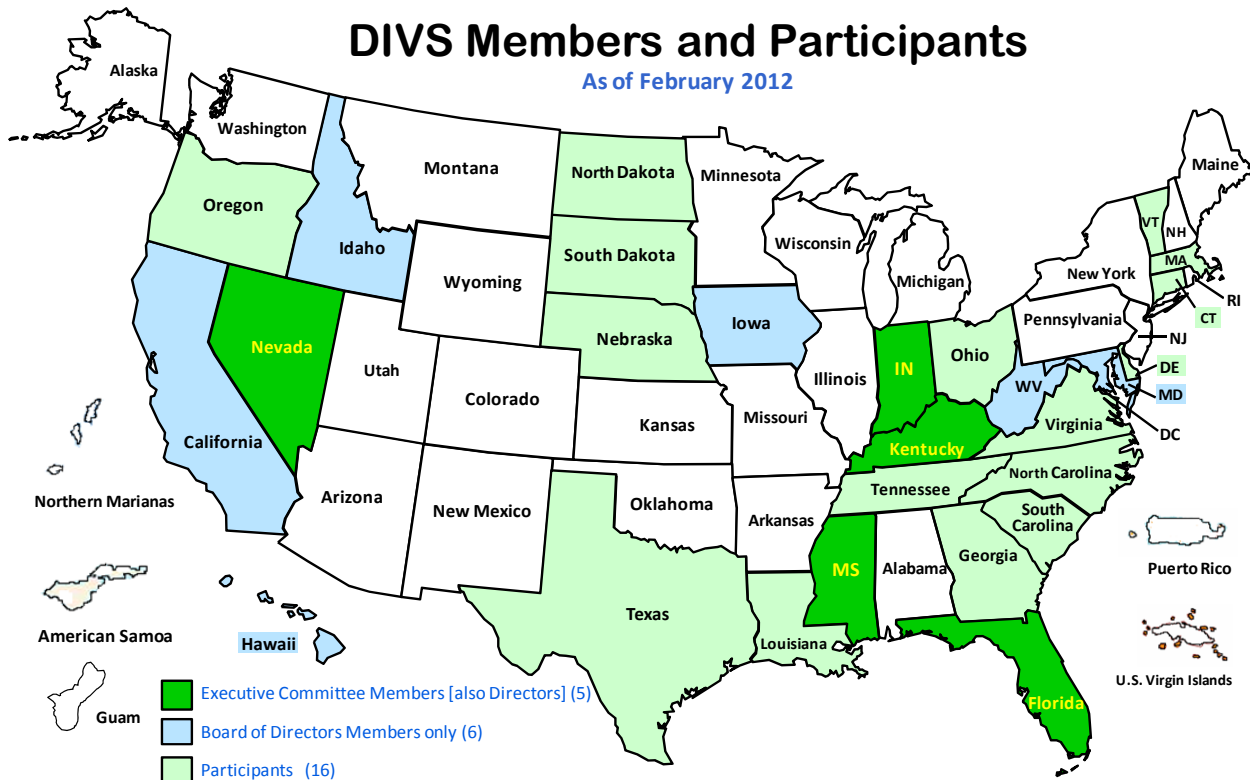 DIVS Members and Participants
As of February 2012
Alaska
Washington
Montana
North Dakota
Minnesota
Maine
Oregon
Idaho
Wisconsin
VT
NH
South Dakota
Michigan
New York
MA
Wyoming
RI
CT
Nevada
Nebraska
Iowa
Pennsylvania
NJ
Utah
Illinois
IN
Ohio
DE
WV
MD
Colorado
Kansas
Missouri
California
Virginia
DC
Kentucky
Northern Marianas
Arizona
New Mexico
Oklahoma
Tennessee
North Carolina
Arkansas
South
Carolina
Georgia
MS
Alabama
Puerto Rico
Texas
American Samoa
Hawaii
Louisiana
U.S. Virgin Islands
Guam
Florida
Executive Committee Members [also Directors] (5)
Board of Directors Members only (6)
Participants (16)